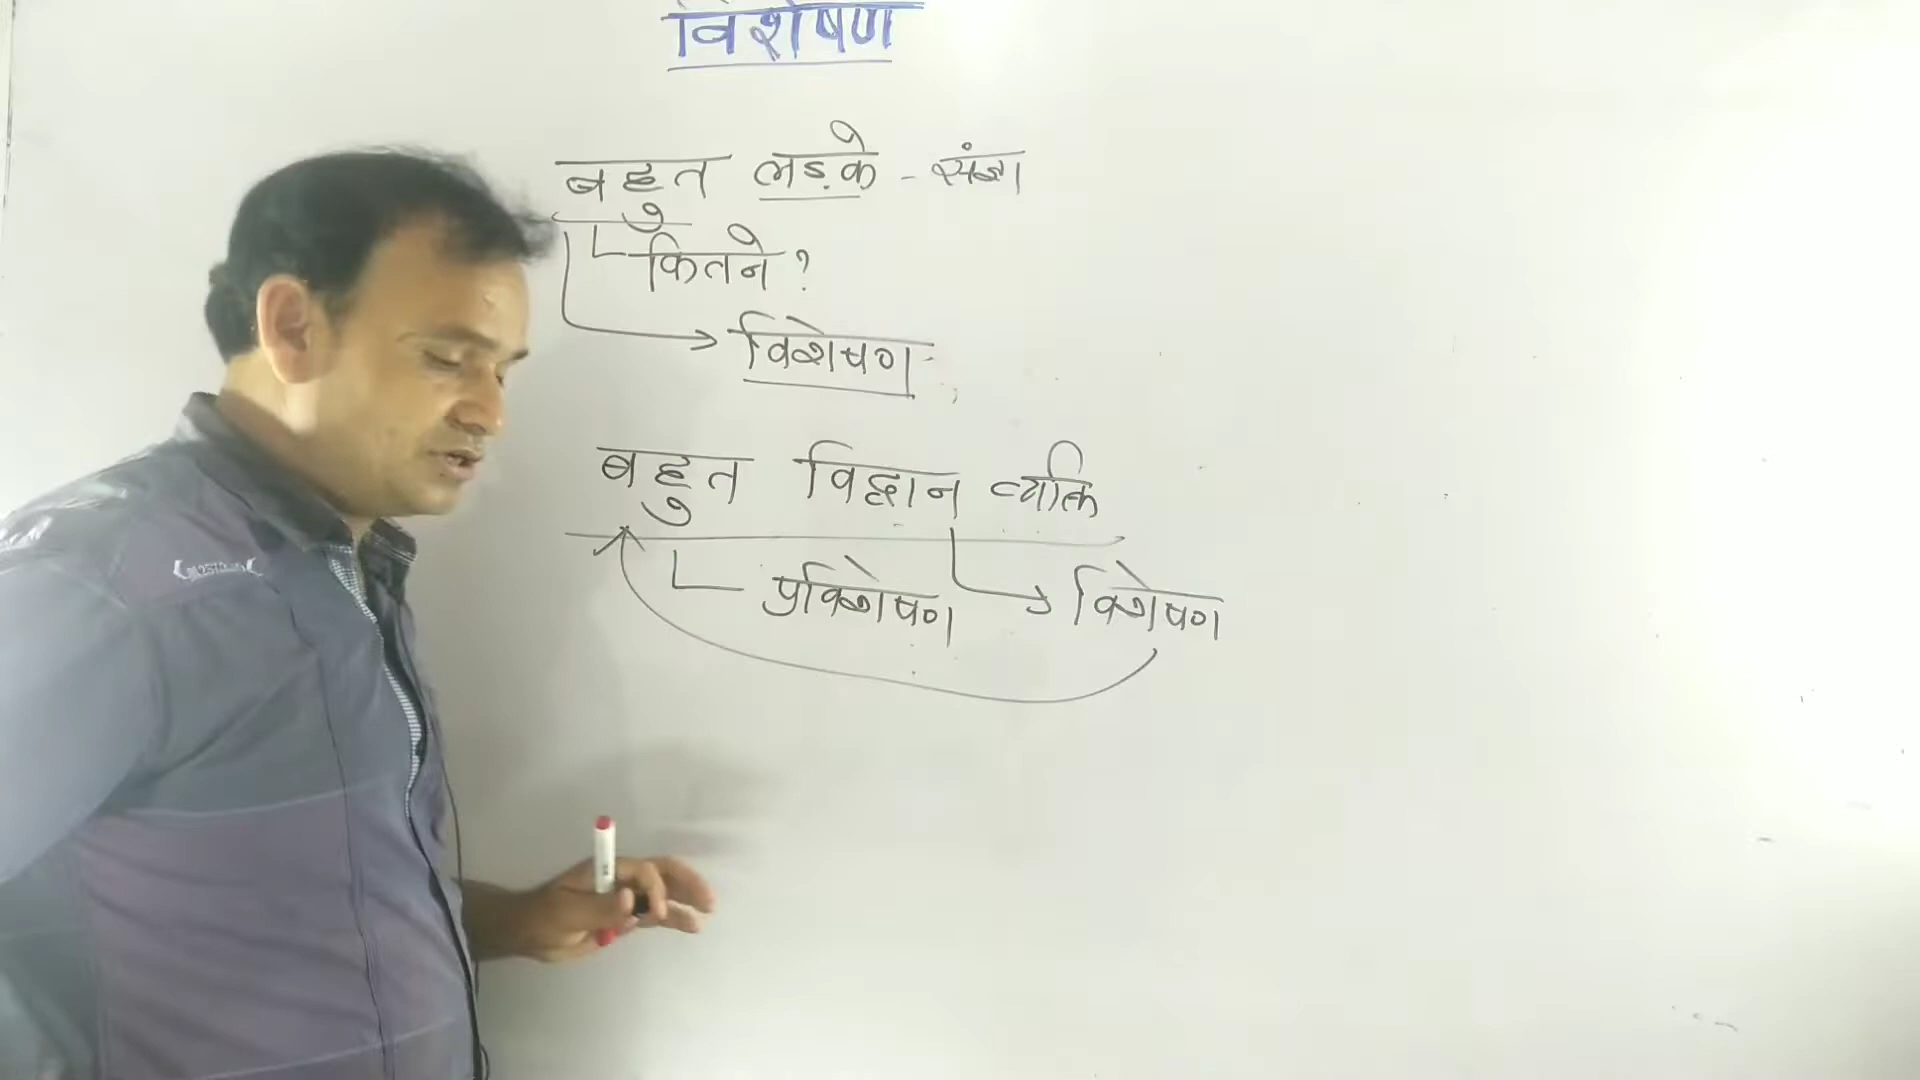 विशेषण
बहुत लड़के - संज्ञा
कितने ?
विशेषण
बहुत विद्वान व्यक्ति
प्रविशेषण विशेषण